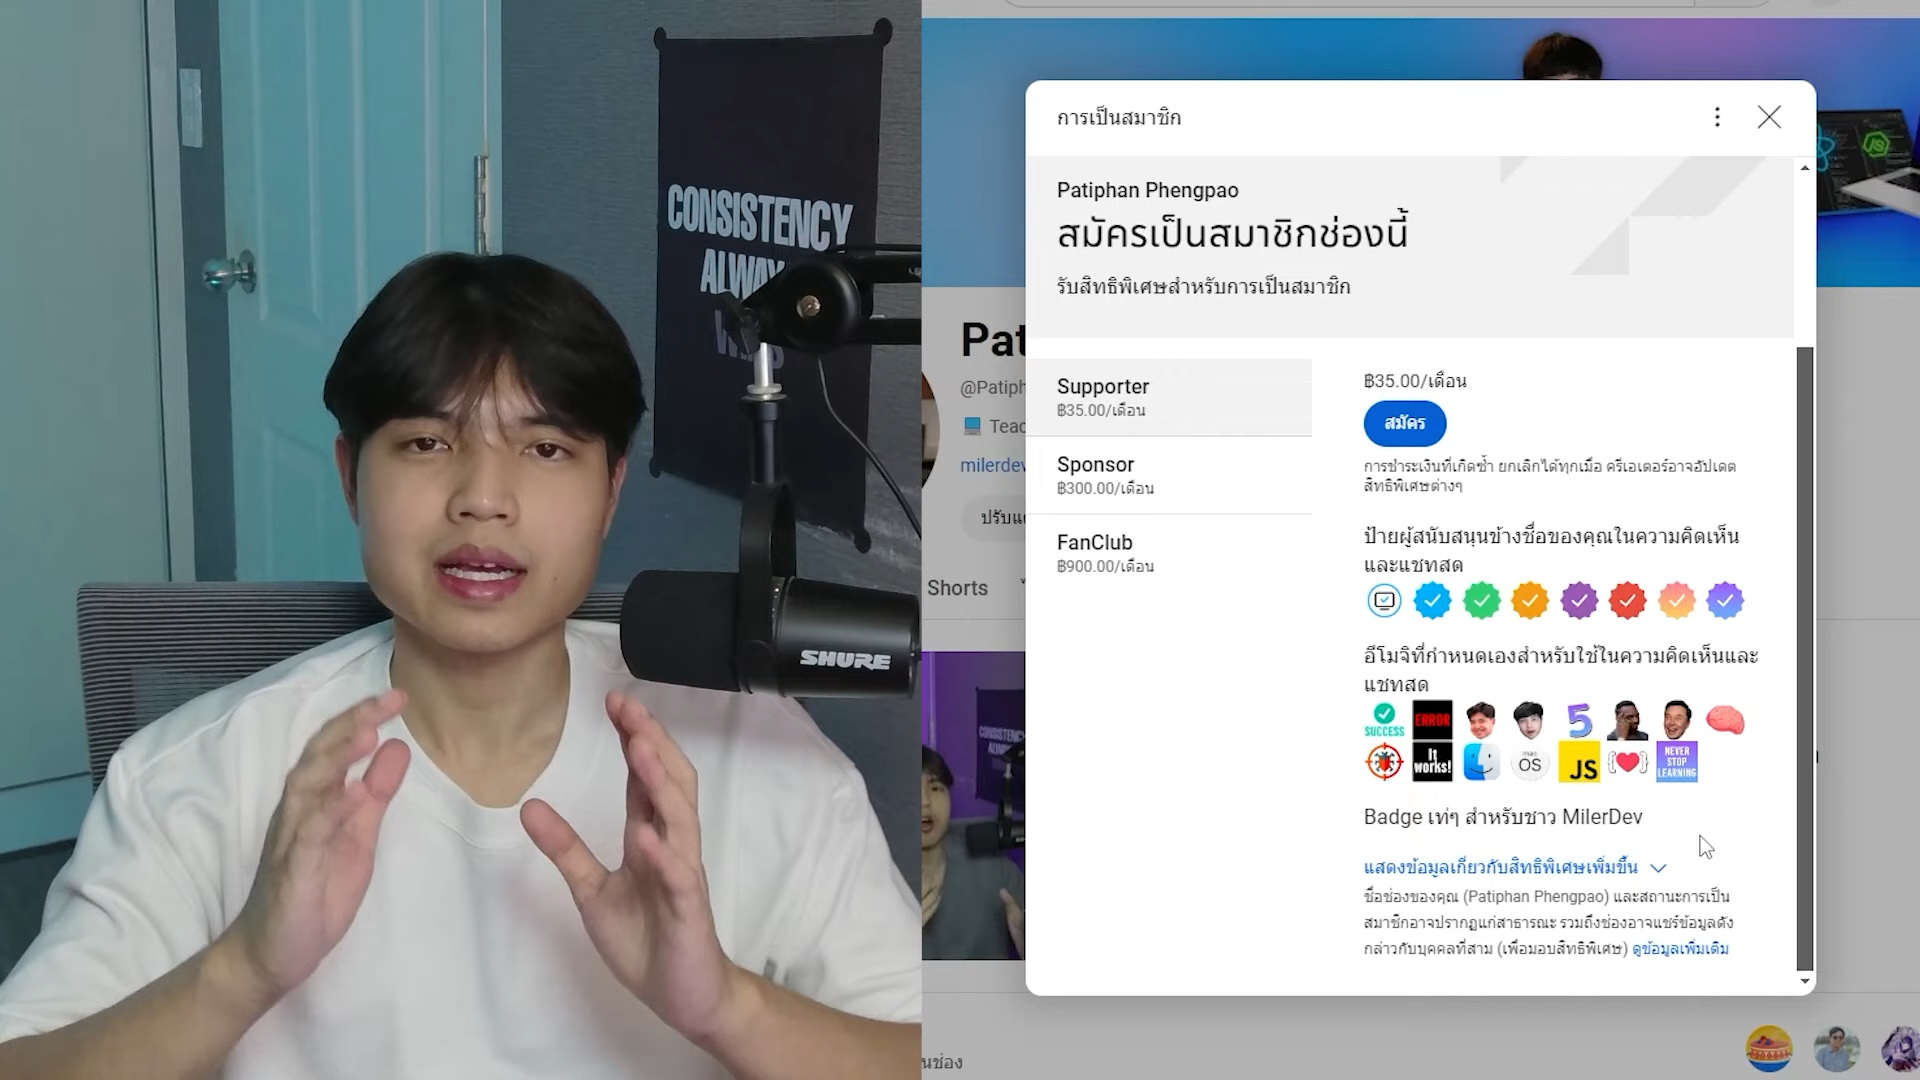 CONSISTENCY
SHURE
การเป็นสมาชิก
Patiphan Phengpao
สมัครเป็นสมาชิกช่องนี้
รับสิทธิพิเศษสำหรับการเป็นสมาชิก
Supporter
฿35.00/เดือน
Sponsor
฿300.00/เดือน
FanClub
฿900.00/เดือน
฿35.00/เดือน
สมัคร
การชำระเงินที่เกิดซ้ำ ยกเลิกได้ทุกเมื่อ ครีเอเตอร์อาจอัปเดต
สิทธิพิเศษต่างๆ
ป้ายผู้สนับสนุนข้างชื่อของคุณในความคิดเห็น
และแชทสด
อีโมจิที่กำหนดเองสำหรับใช้ในความคิดเห็นและ
แชทสด
SUCCESS
ERROR
5
It works!
mac OS
JS
NEVER STOP LEARNING
Badge เท่ๆ สำหรับชาว MilerDev
แสดงข้อมูลเกี่ยวกับสิทธิพิเศษเพิ่มขึ้น
ชื่อช่องของคุณ (Patiphan Phengpao) และสถานะการเป็น
สมาชิกอาจปรากฏแก่สาธารณะ รวมถึงช่องอาจแชร์ข้อมูลดัง
กล่าวกับบุคคลที่สาม (เพื่อมอบสิทธิพิเศษ) ดูข้อมูลเพิ่มเติม
Shorts